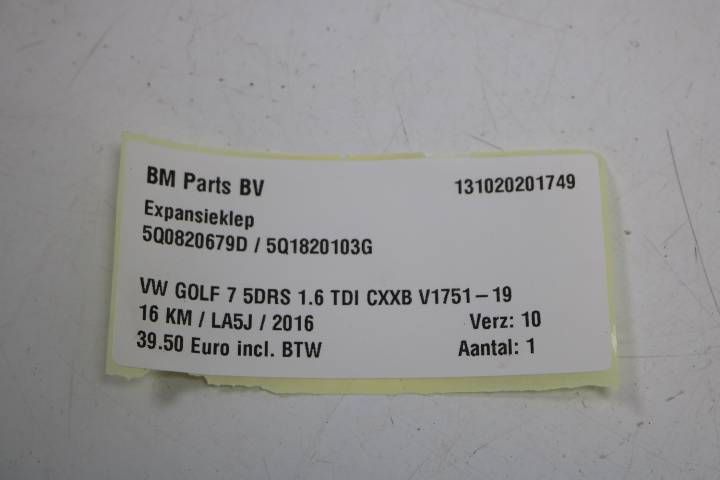 BM Parts BV 131020201749
Expansieklep
5Q0820679D / 5Q1820103G
VW GOLF 7 5DRS 1.6 TDI CXXB V1751-19
16 KM / LA5J / 2016 Verz: 10
39.50 Euro incl. BTW Aantal: 1